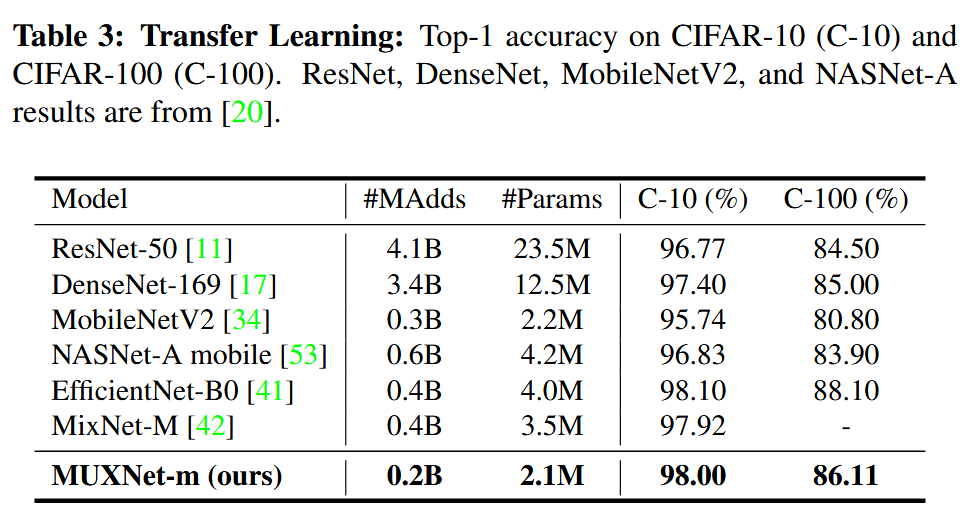 Table 3: Transfer Learning: Top-1 accuracy on CIFAR-10 (C-10) and
CIFAR-100 (C-100). ResNet, DenseNet, MobileNetV2, and NASNet-A
results are from [20].
Model #MAdds #Params C-10 (%) C-100 (%)
ResNet-50 [11] 4.1B 23.5M 96.77 84.50
DenseNet-169 [17] 3.4B 12.5M 97.40 85.00
MobileNetV2 [34] 0.3B 2.2M 95.74 80.80
NASNet-A mobile [53] 0.6B 4.2M 96.83 83.90
EfficientNet-B0 [41] 0.4B 4.0M 98.10 88.10
MixNet-M [42] 0.4B 3.5M 97.92 -
MUXNet-m (ours) 0.2B 2.1M 98.00 86.11